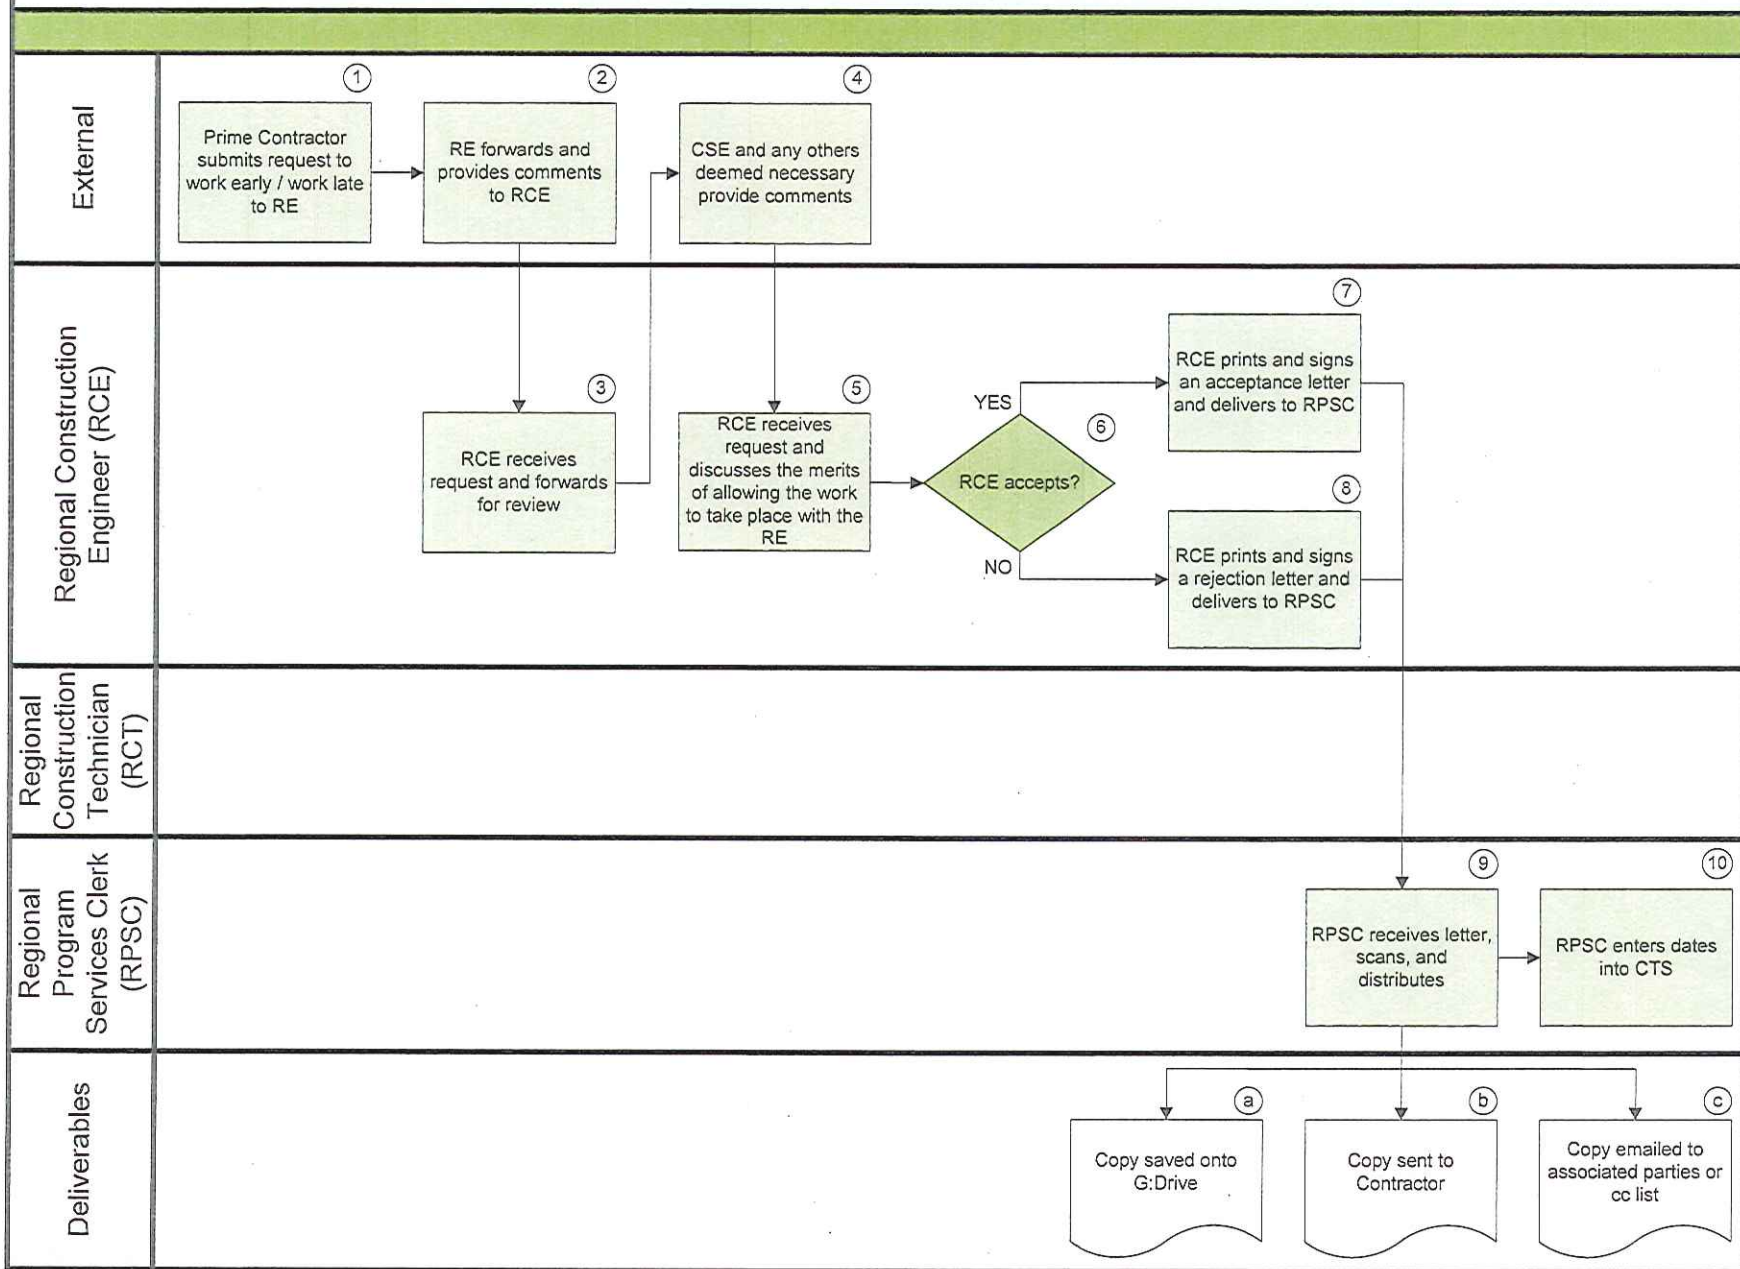 External
1
Prime Contractor
submits request to
work early / work late
to RE
2
RE forwards and
provides comments
to RCE
4
CSE and any others
deemed necessary
provide comments
Regional Construction
Engineer (RCE)
3
RCE receives
request and forwards
for review
5
RCE receives
request and
discusses the merits
of allowing the work
to take place with the
RE
6
RCE accepts?
YES
NO
7
RCE prints and signs
an acceptance letter
and delivers to RPSC
8
RCE prints and signs
a rejection letter and
delivers to RPSC
Regional
Construction
Technician
(RCT)
Regional
Program
Services Clerk
(RPSC)
9
RPSC receives letter,
scans, and
distributes
10
RPSC enters dates
into CTS
Deliverables
a
Copy saved onto
G:Drive
b
Copy sent to
Contractor
c
Copy emailed to
associated parties or
cc list